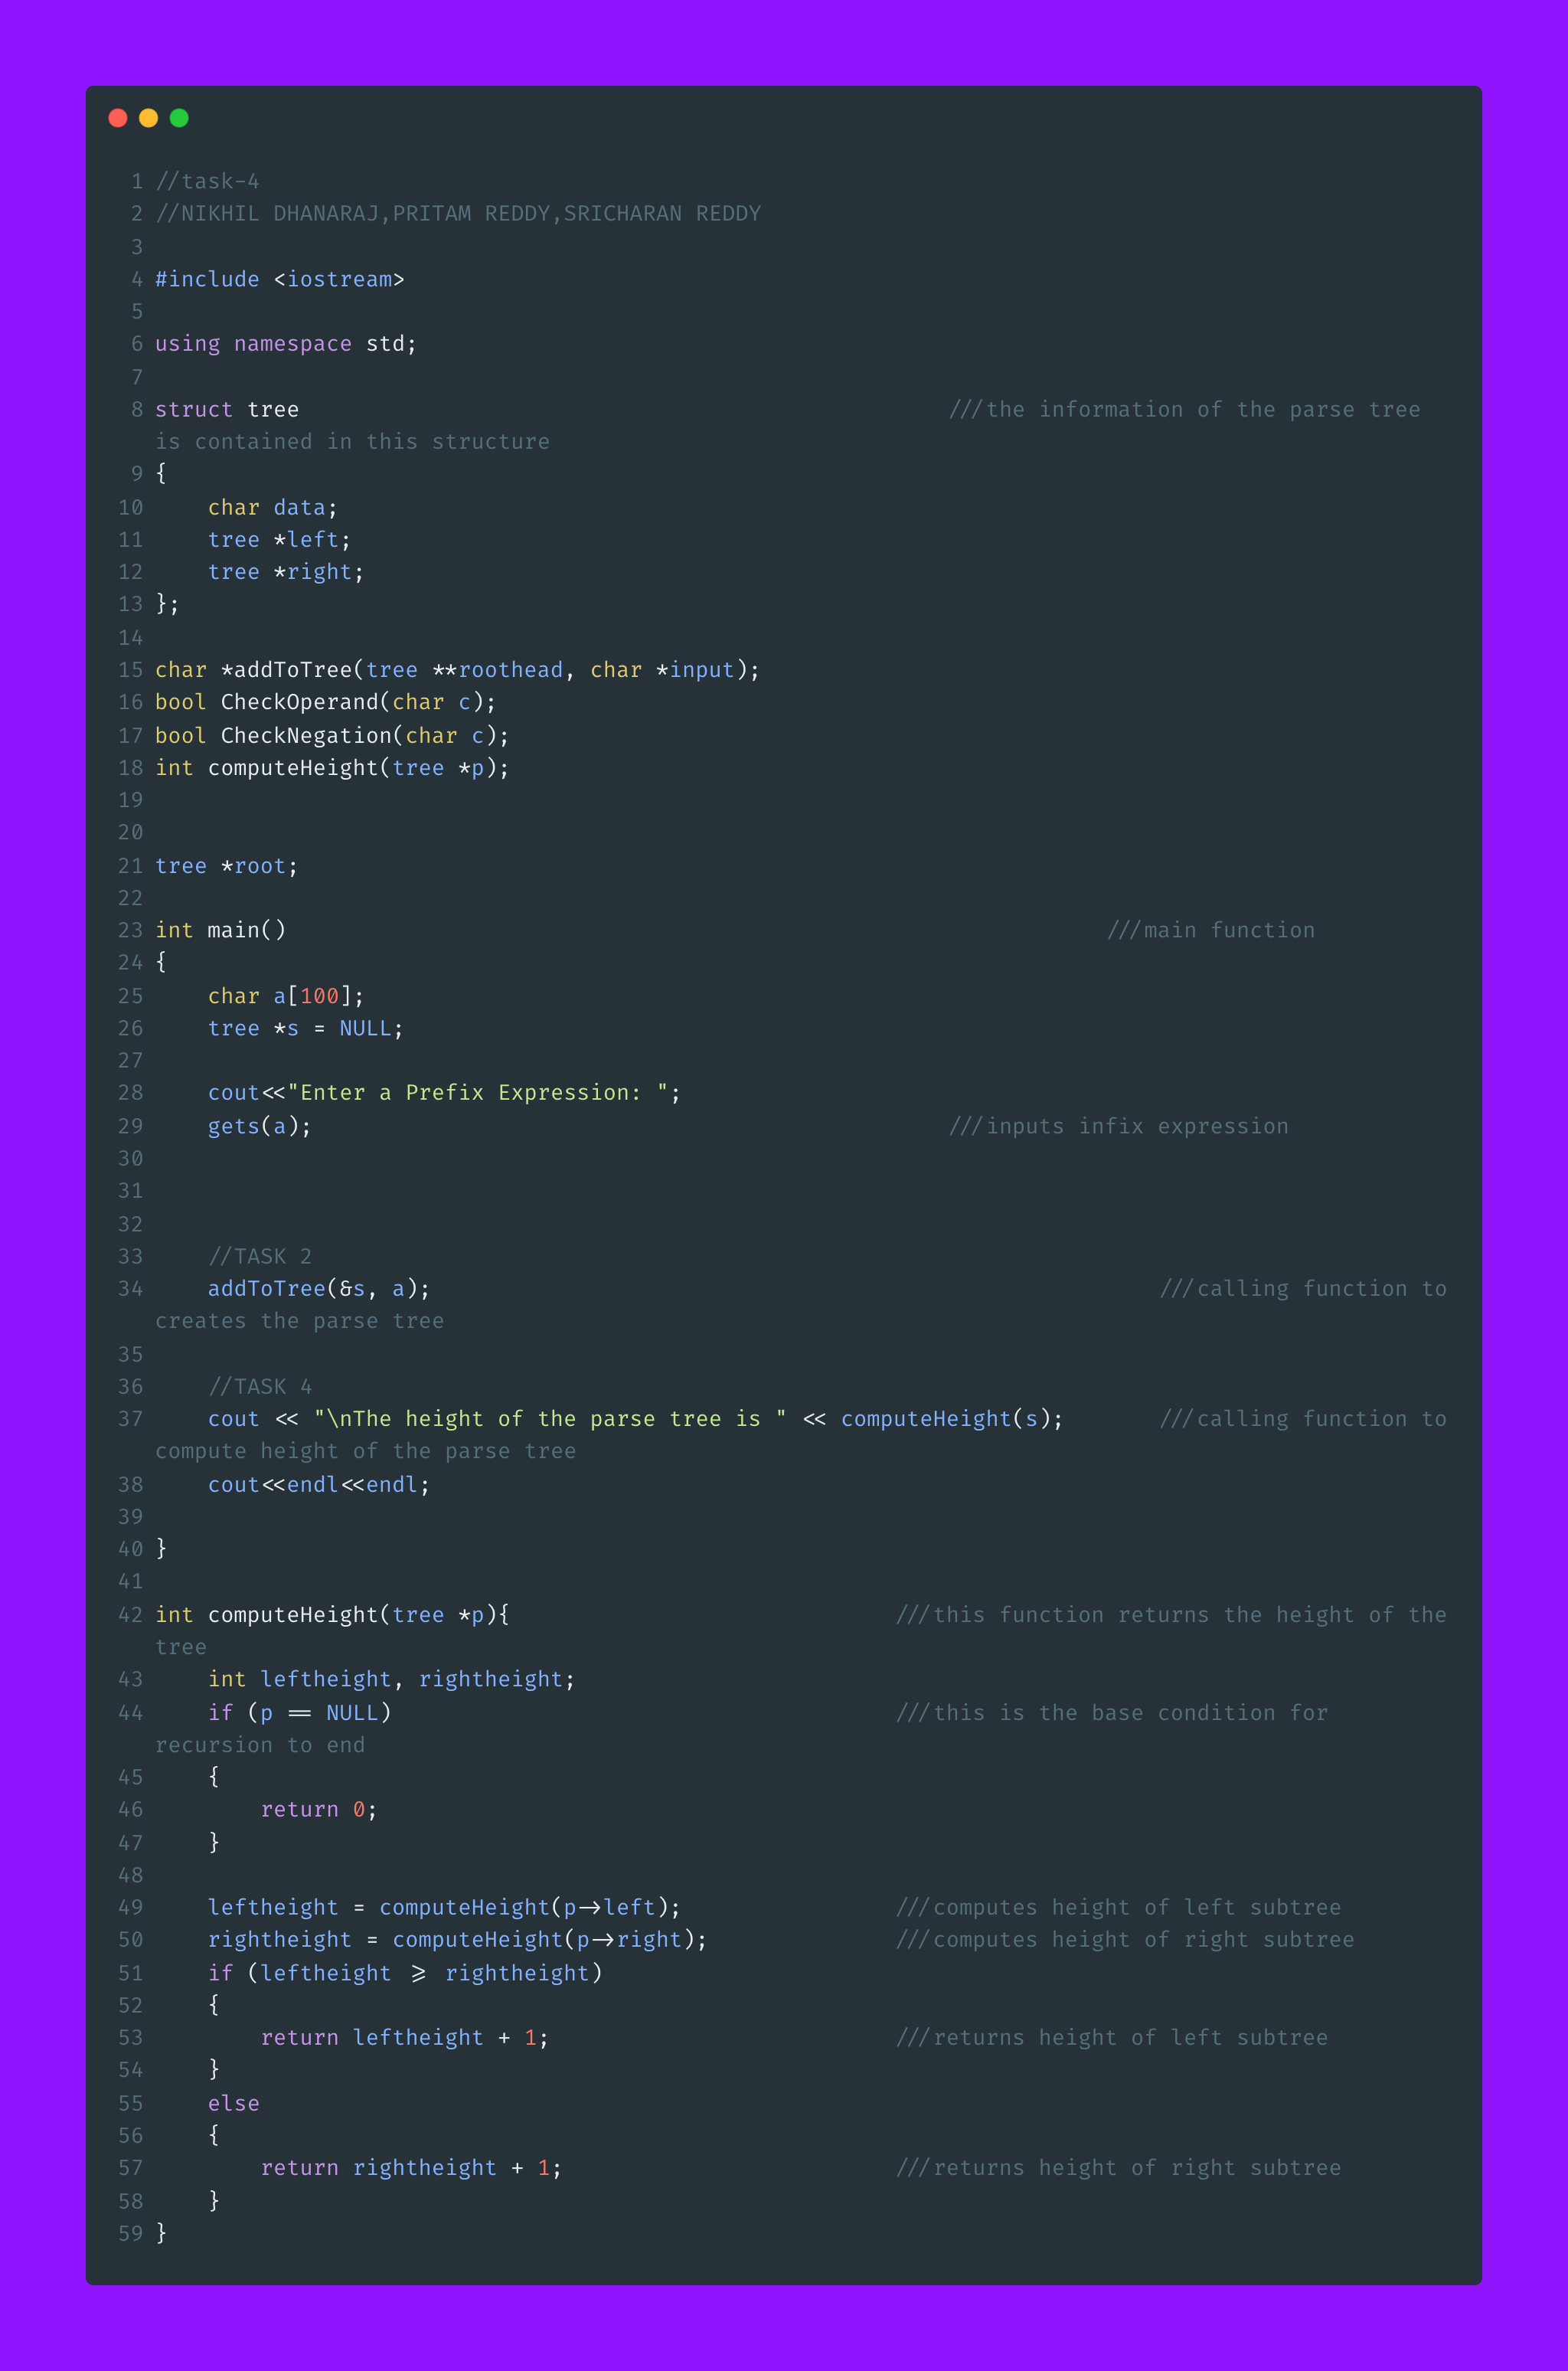 1 //task-4
2 //NIKHIL DHANARAJ,PRITAM REDDY,SRICHARAN REDDY
3
4 #include <iostream>
5
6 using namespace std;
7
8 struct tree                                                 ///the information of the parse tree
is contained in this structure
9 {
10     char data;
11     tree *left;
12     tree *right;
13 };
14
15 char *addToTree(tree **roothead, char *input);
16 bool CheckOperand(char c);
17 bool CheckNegation(char c);
18 int computeHeight(tree *p);
19
20
21 tree *root;
22
23 int main()                                                              ///main function
24 {
25     char a[100];
26     tree *s = NULL;
27
28     cout<<"Enter a Prefix Expression: ";
29     gets(a);                                                ///inputs infix expression
30
31
32
33     //TASK 2
34     addToTree(&s, a);                                                       ///calling function to
creates the parse tree
35
36     //TASK 4
37     cout << "\nThe height of the parse tree is " << computeHeight(s);       ///calling function to
compute height of the parse tree
38     cout<<endl<<endl;
39
40 }
41
42 int computeHeight(tree *p){                             ///this function returns the height of the
tree
43     int leftheight, rightheight;
44     if (p == NULL)                                      ///this is the base condition for
recursion to end
45     {
46         return 0;
47     }
48
49     leftheight = computeHeight(p->left);                ///computes height of left subtree
50     rightheight = computeHeight(p->right);              ///computes height of right subtree
51     if (leftheight >= rightheight)
52     {
53         return leftheight + 1;                          ///returns height of left subtree
54     }
55     else
56     {
57         return rightheight + 1;                         ///returns height of right subtree
58     }
59 }